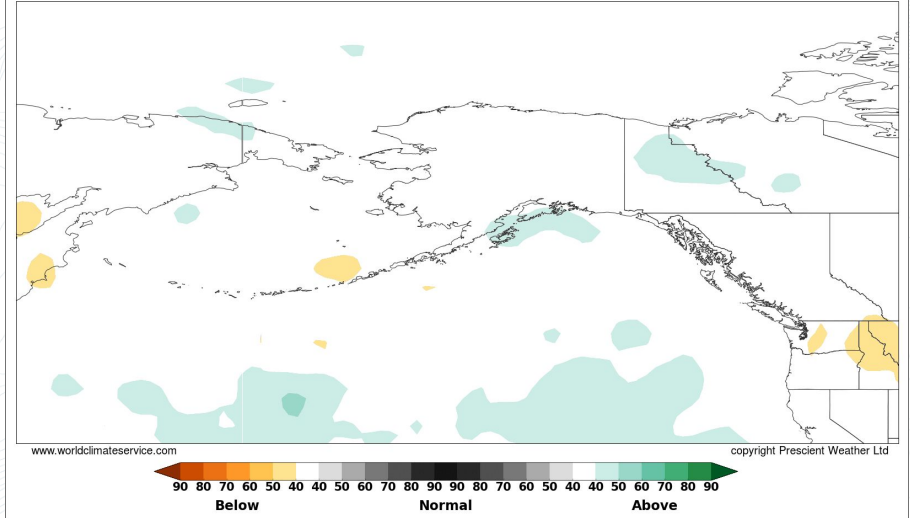 www.worldclimateservice.com copyright Prescient Weather Ltd
90 80 70 60 50 40 40 50 60 70 80 90 90 80 70 60 50 40 40 50 60 70 80 90
Below Normal Above